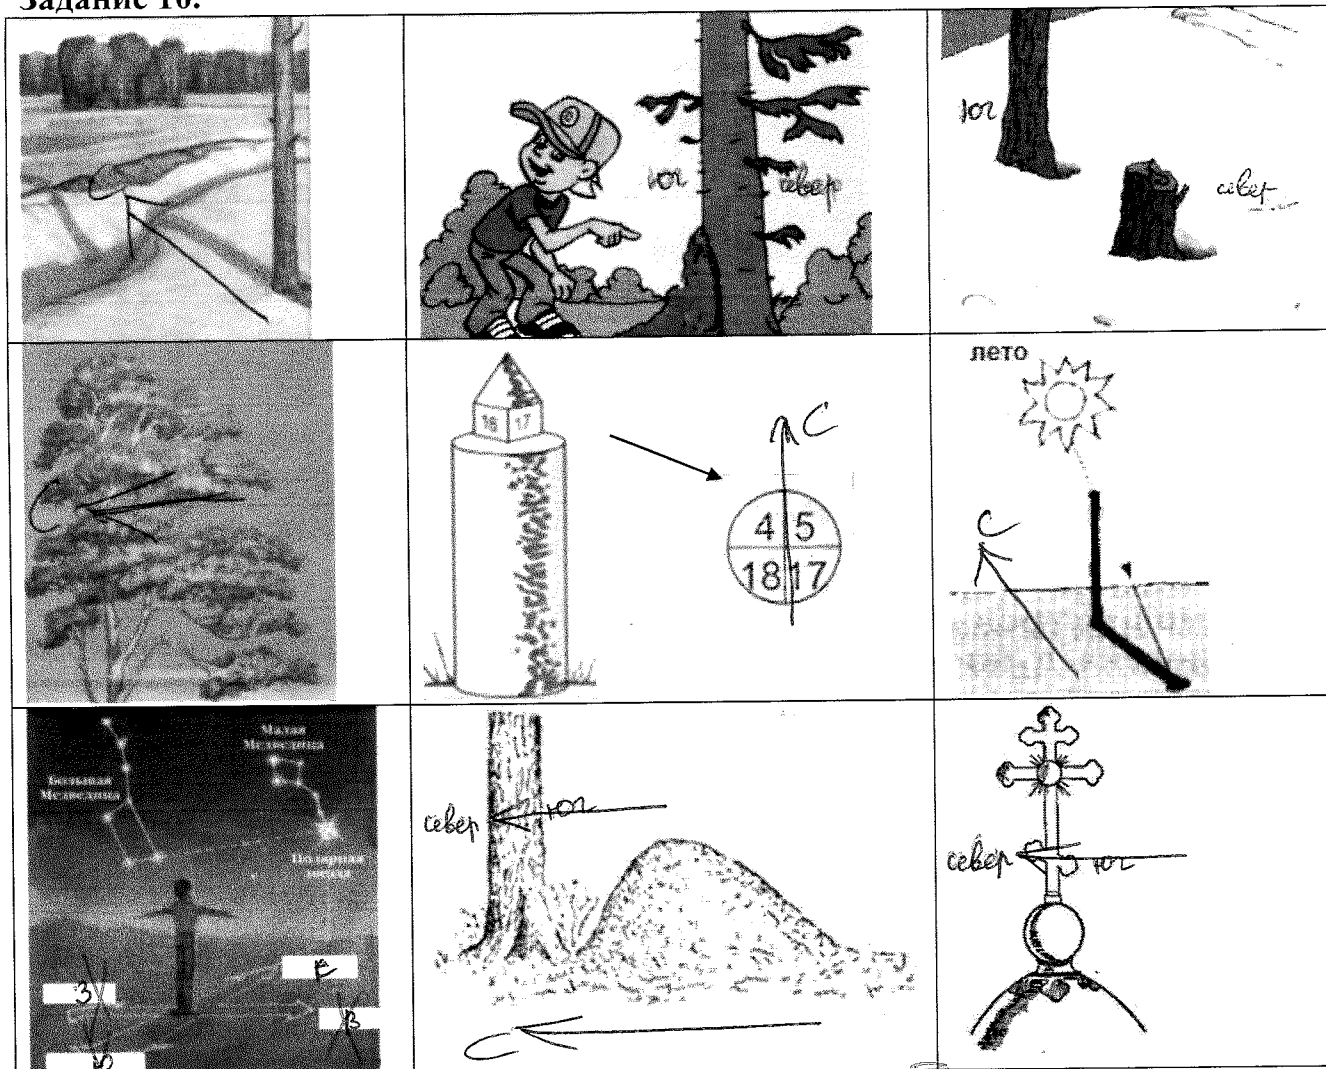 Задание 10.
С
юг север
юг
север
С
16 17
С
4 5
18 17
лето
С
Большая
Медведица
Малая
Медведица
Полярная
звезда
З
В
север юг
С
север юг